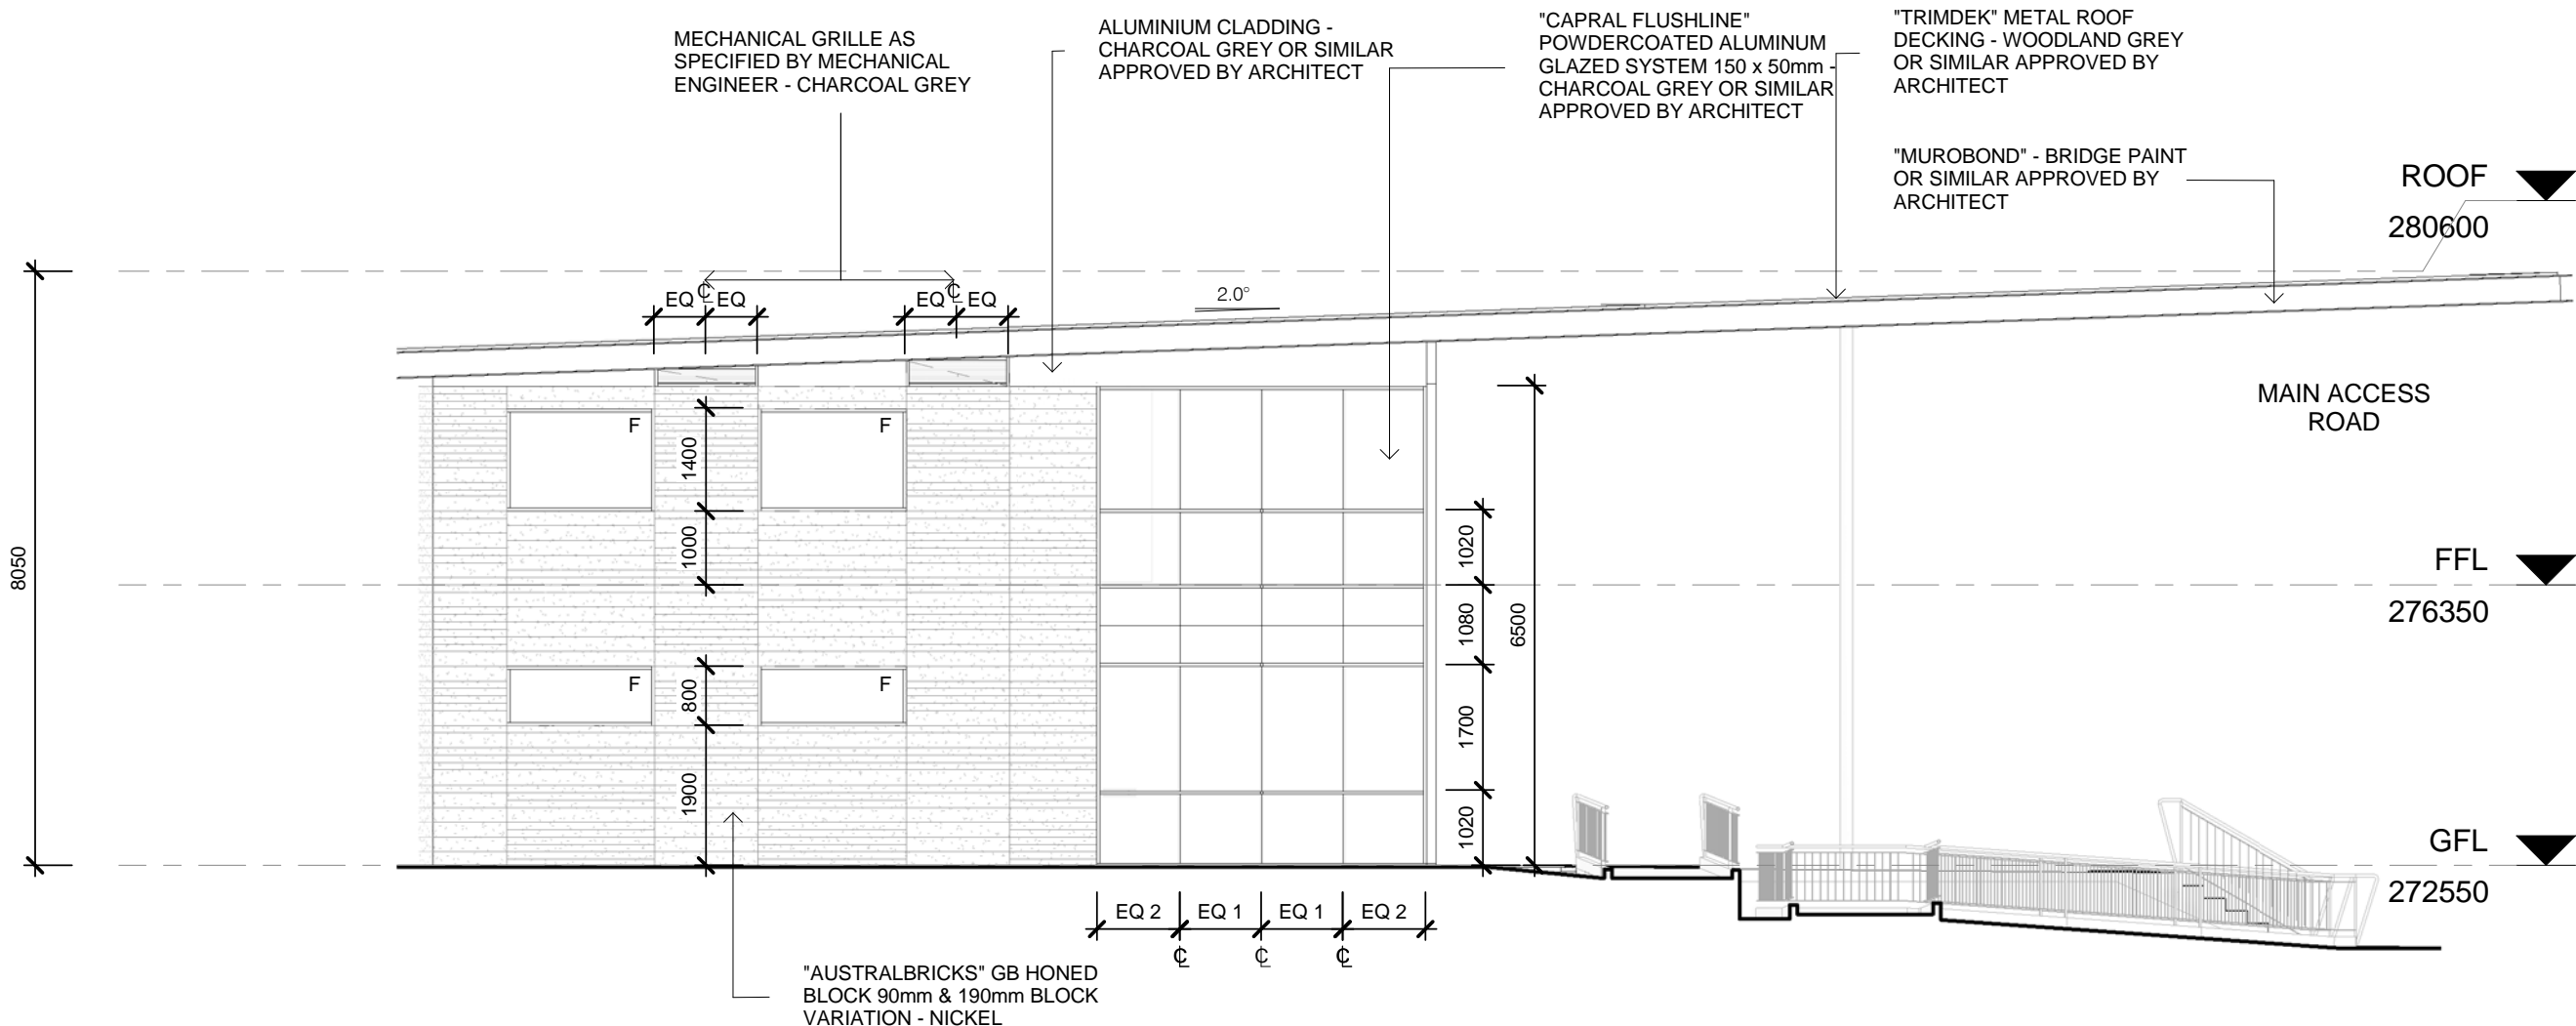 MECHANICAL GRILLE AS
SPECIFIED BY MECHANICAL
ENGINEER - CHARCOAL GREY
ALUMINIUM CLADDING -
CHARCOAL GREY OR SIMILAR
APPROVED BY ARCHITECT
"CAPRAL FLUSHLINE"
POWDERCOATED ALUMINUM
GLAZED SYSTEM 150 x 50mm -
CHARCOAL GREY OR SIMILAR
APPROVED BY ARCHITECT
"TRIMDEK" METAL ROOF
DECKING - WOODLAND GREY
OR SIMILAR APPROVED BY
ARCHITECT
"MUROBOND" - BRIDGE PAINT
OR SIMILAR APPROVED BY
ARCHITECT
ROOF
280600
EQ ℄ EQ
EQ ℄ EQ
2.0°
MAIN ACCESS
ROAD
F
F
1400
1000
8050
1020
1080
6500
FFL
276350
F
F
800
1900
1700
1020
GFL
272550
EQ 2
EQ 1
EQ 1
EQ 2
℄
℄
℄
"AUSTRALBRICKS" GB HONED
BLOCK 90mm & 190mm BLOCK
VARIATION - NICKEL